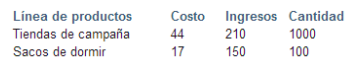 Línea de productos Costo Ingresos Cantidad
Tiendas de campaña 44 210 1000
Sacos de dormir 17 150 100